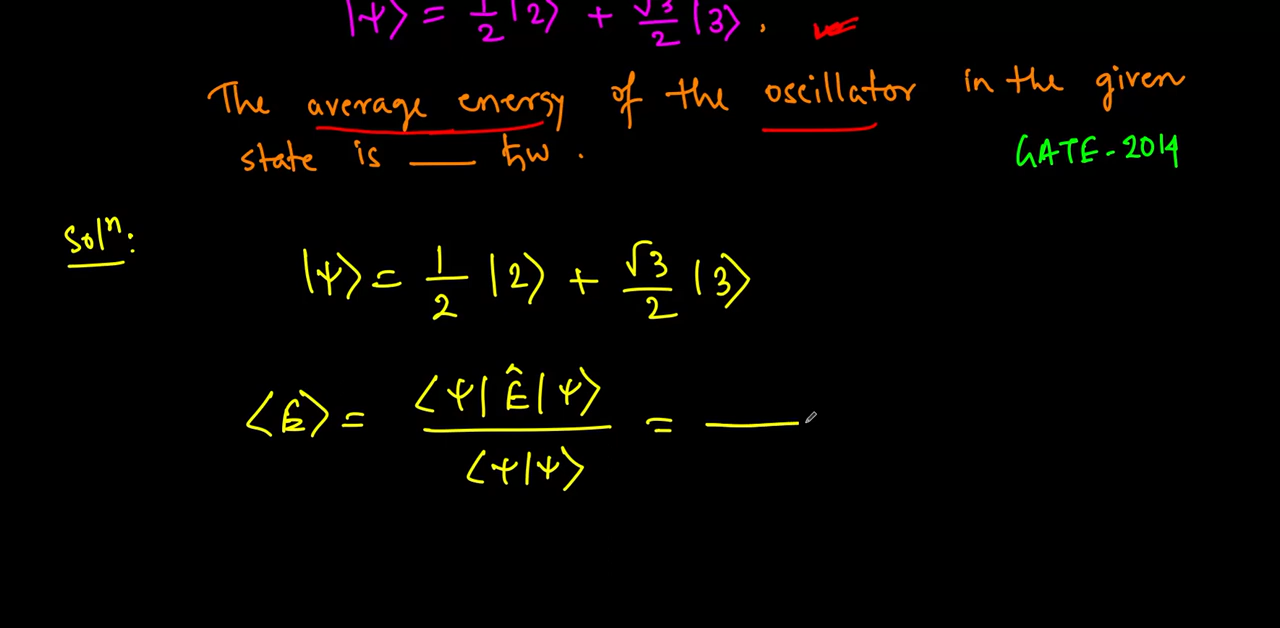 |Ψ⟩ = 1/2 |2⟩ + √3/2 |3⟩.
The average energy of the oscillator in the given
state is ___ ħω.
GATE-2014
Solⁿ:
|Ψ⟩ = 1/2 |2⟩ + √3/2 |3⟩
⟨E⟩ = ⟨Ψ|Ê|Ψ⟩/⟨Ψ|Ψ⟩ =